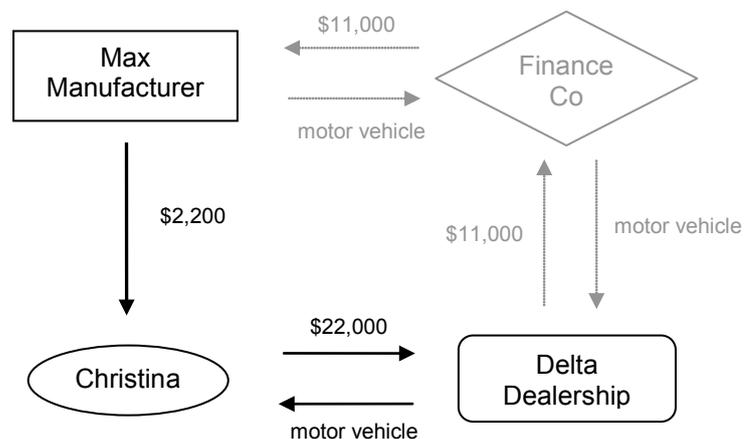 $11,000
Max
Manufacturer
Finance
Co
motor vehicle
$2,200
$11,000
motor vehicle
$22,000
Christina
Delta
Dealership
motor vehicle